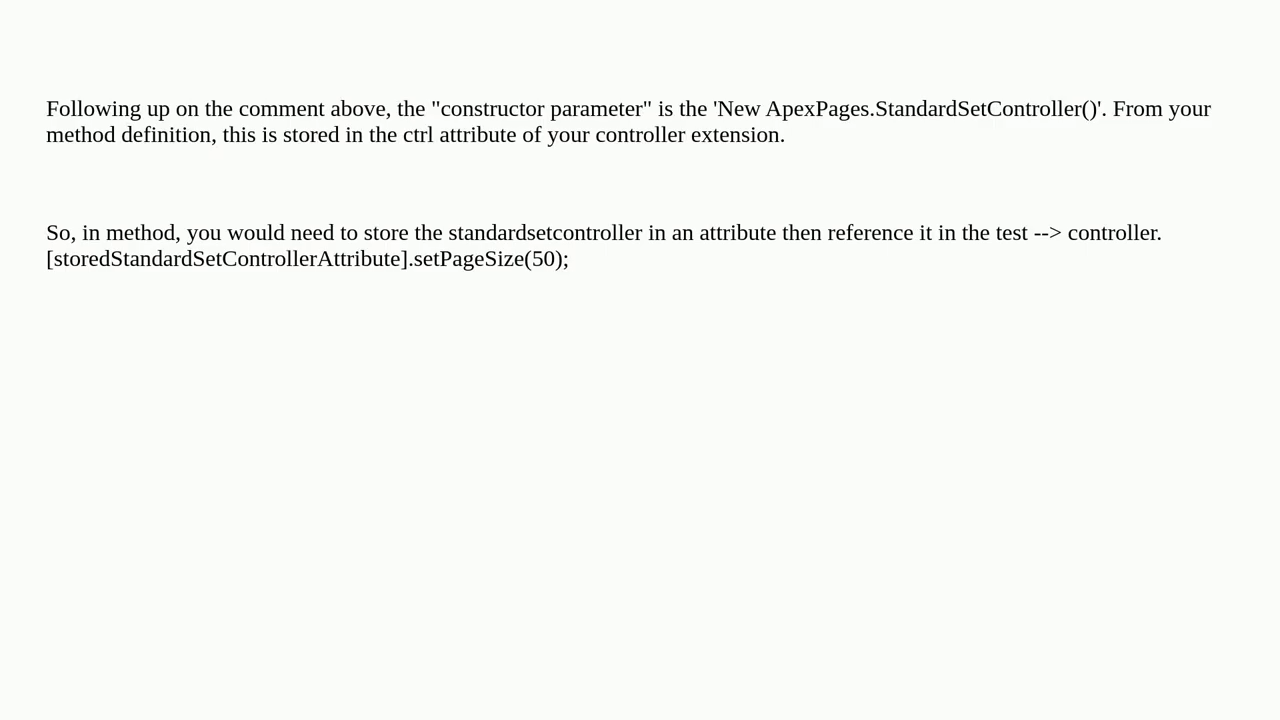 Following up on the comment above, the "constructor parameter" is the 'New ApexPages.StandardSetController()'. From your
method definition, this is stored in the ctrl attribute of your controller extension.
So, in method, you would need to store the standardsetcontroller in an attribute then reference it in the test --> controller.
[storedStandardSetControllerAttribute].setPageSize(50);